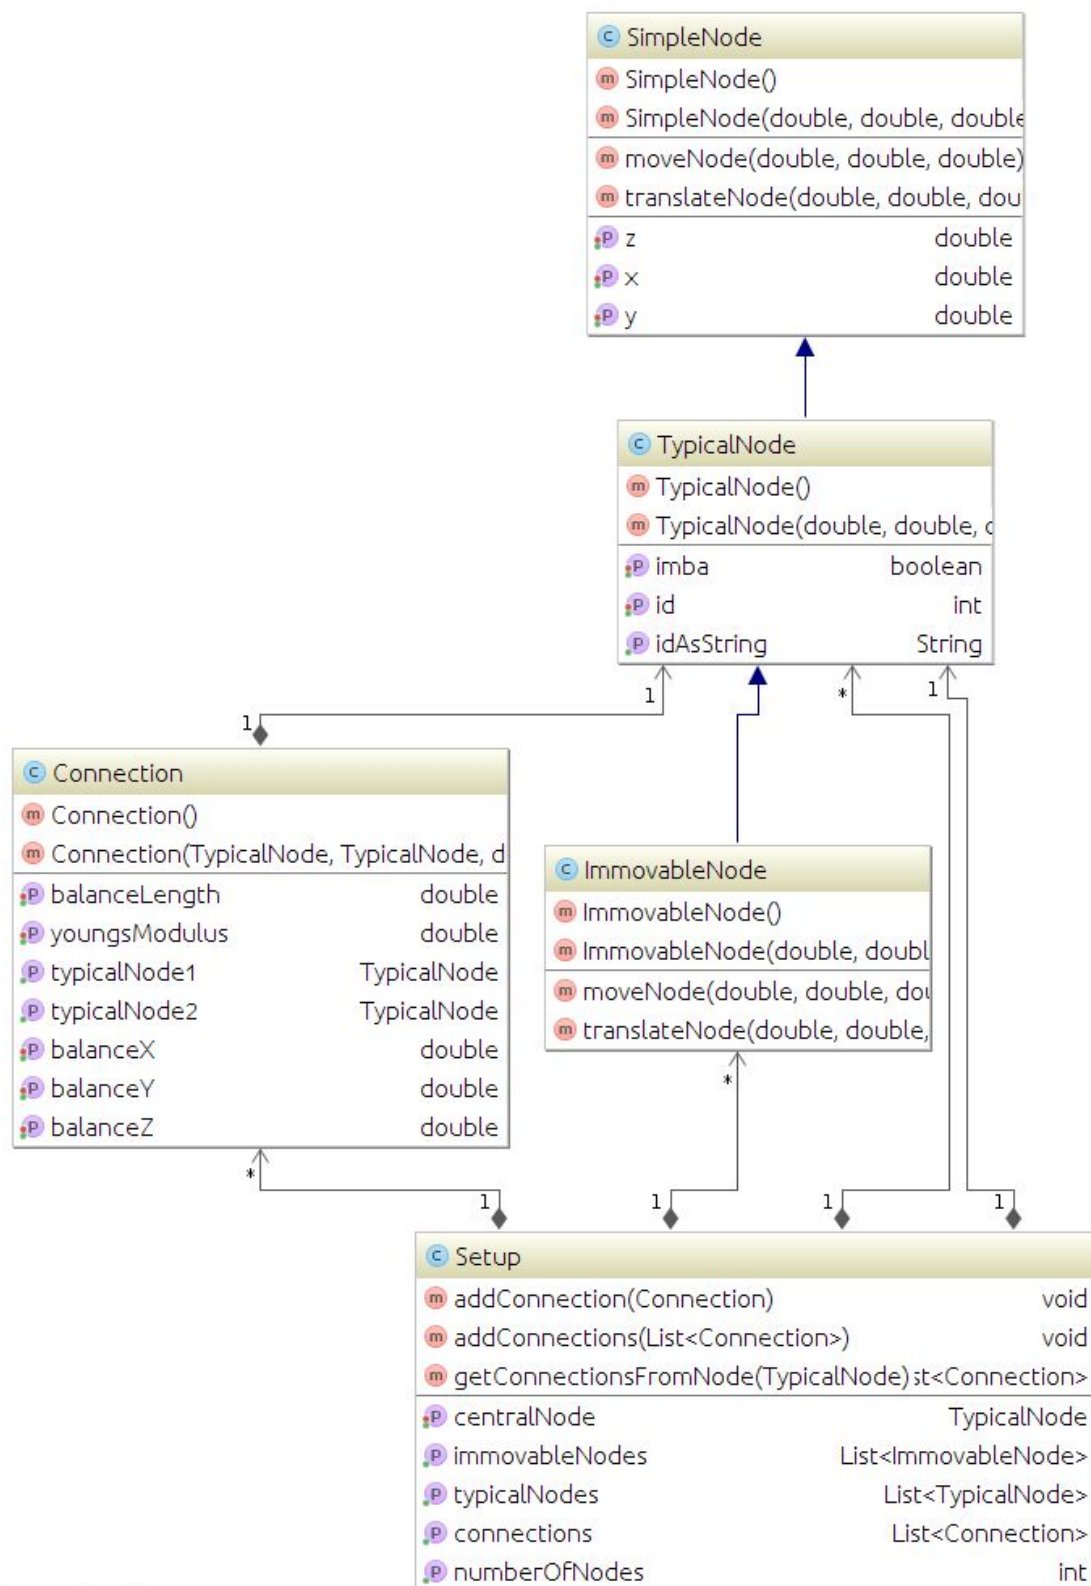 SimpleNode
SimpleNode()
SimpleNode(double, double, double
moveNode(double, double, double)
translateNode(double, double, dou
z double
x double
y double
TypicalNode
TypicalNode()
TypicalNode(double, double, d
imba boolean
id int
idAsString String
1 * 1
1
Connection
Connection()
Connection(TypicalNode, TypicalNode, d
balanceLength double
youngsModulus double
typicalNode1 TypicalNode
typicalNode2 TypicalNode
balanceX double
balanceY double
balanceZ double
ImmovableNode
ImmovableNode()
ImmovableNode(double, doubl
moveNode(double, double, dou
translateNode(double, double,
*
*
1 1 1 1
Setup
addConnection(Connection) void
addConnections(List<Connection>) void
getConnectionsFromNode(TypicalNode) st<Connection>
centralNode TypicalNode
immovableNodes List<ImmovableNode>
typicalNodes List<TypicalNode>
connections List<Connection>
numberOfNodes int